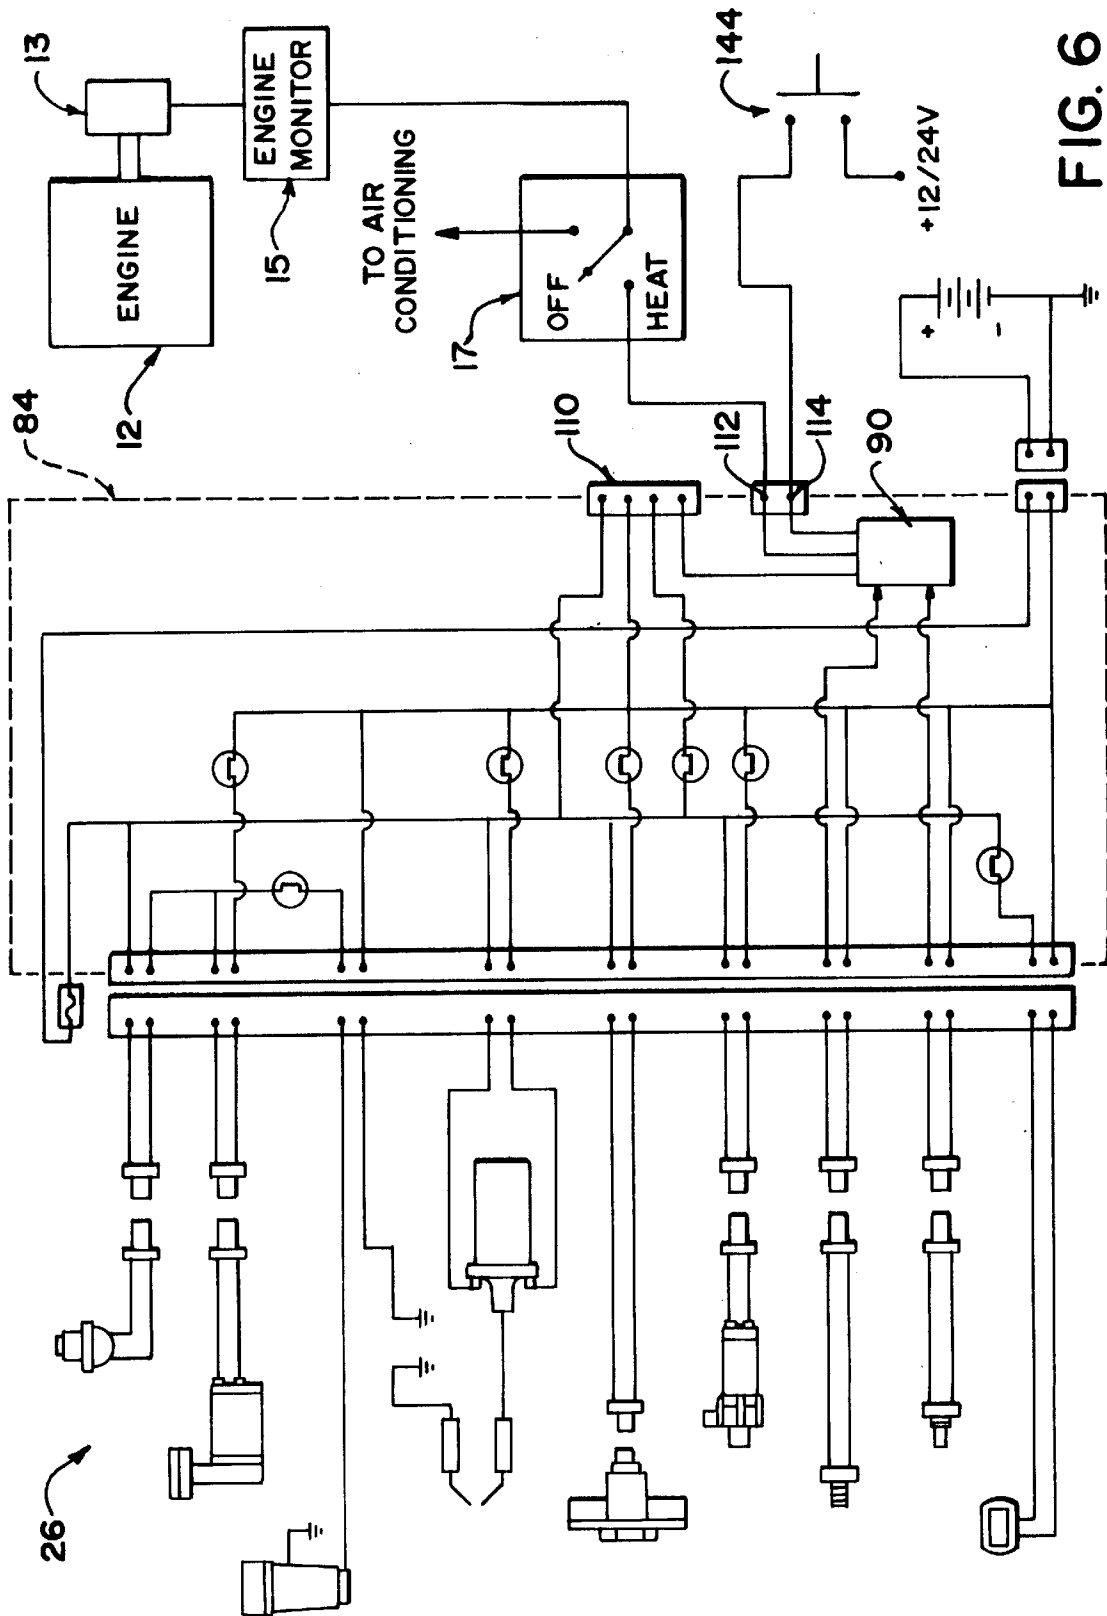 13
ENGINE
12
ENGINE
MONITOR
15
TO AIR
CONDITIONING
OFF
HEAT
17
144
+12/24V
+
-
84
110
112
114
90
26
FIG. 6